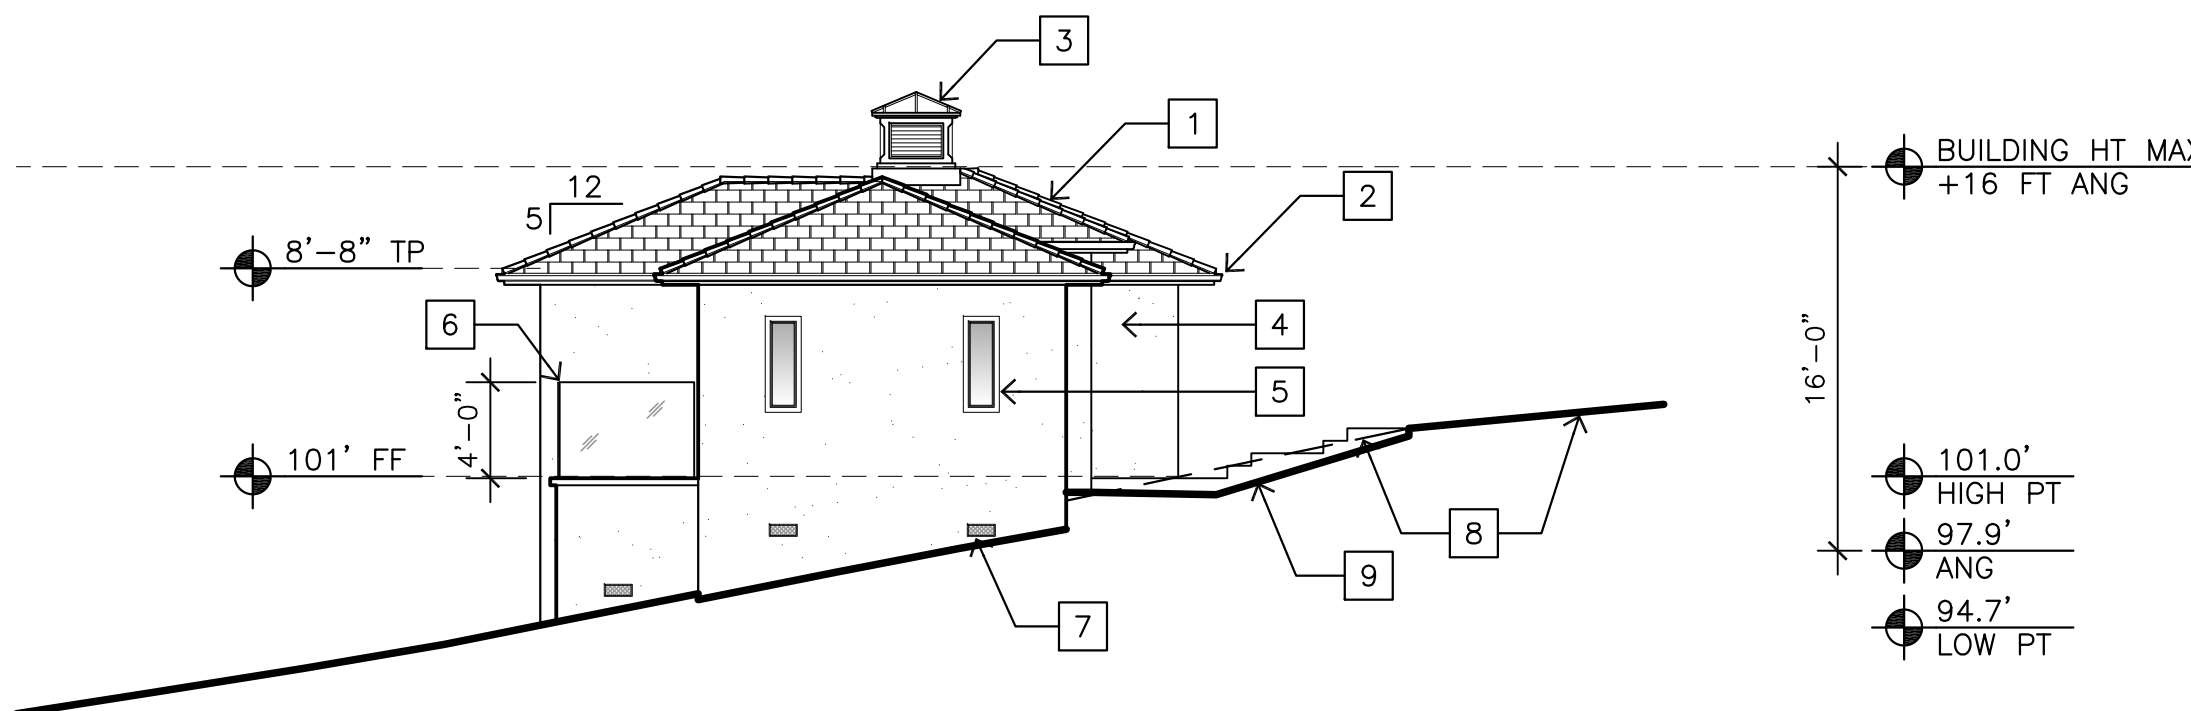 3
1
BUILDING HT MAX
+16 FT ANG
12
5
2
8'-8" TP
6
4
16'-0"
5
4'-0"
101' FF
101.0'
HIGH PT
8
97.9'
ANG
9
7
94.7'
LOW PT